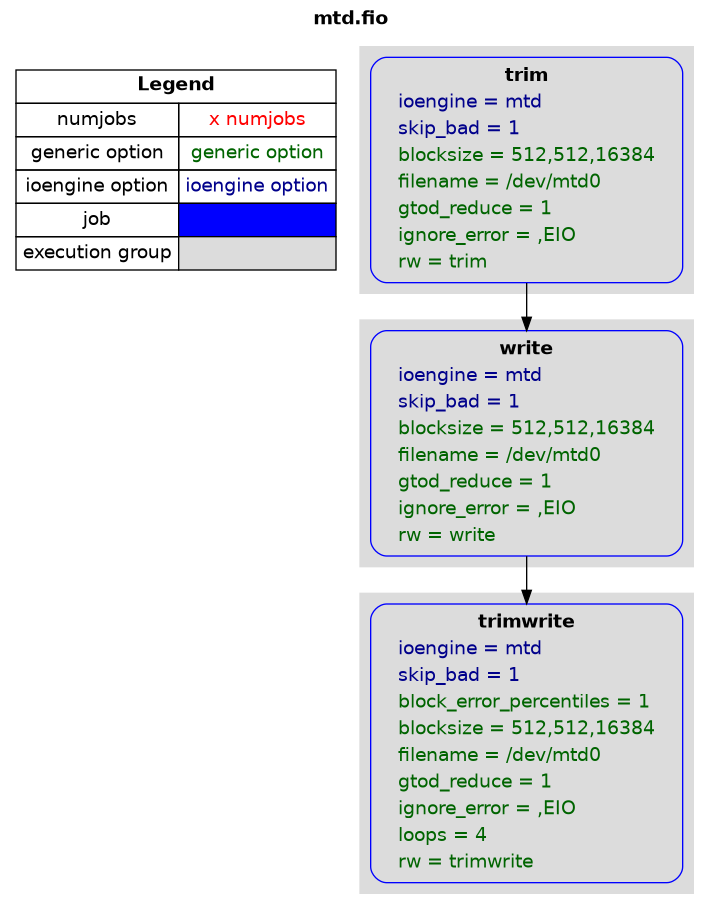 mtd.fio
Legend
numjobs x numjobs
generic option generic option
ioengine option ioengine option
job
execution group
trim
ioengine = mtd
skip_bad = 1
blocksize = 512,512,16384
filename = /dev/mtd0
gtod_reduce = 1
ignore_error = ,EIO
rw = trim
write
ioengine = mtd
skip_bad = 1
blocksize = 512,512,16384
filename = /dev/mtd0
gtod_reduce = 1
ignore_error = ,EIO
rw = write
trimwrite
ioengine = mtd
skip_bad = 1
block_error_percentiles = 1
blocksize = 512,512,16384
filename = /dev/mtd0
gtod_reduce = 1
ignore_error = ,EIO
loops = 4
rw = trimwrite